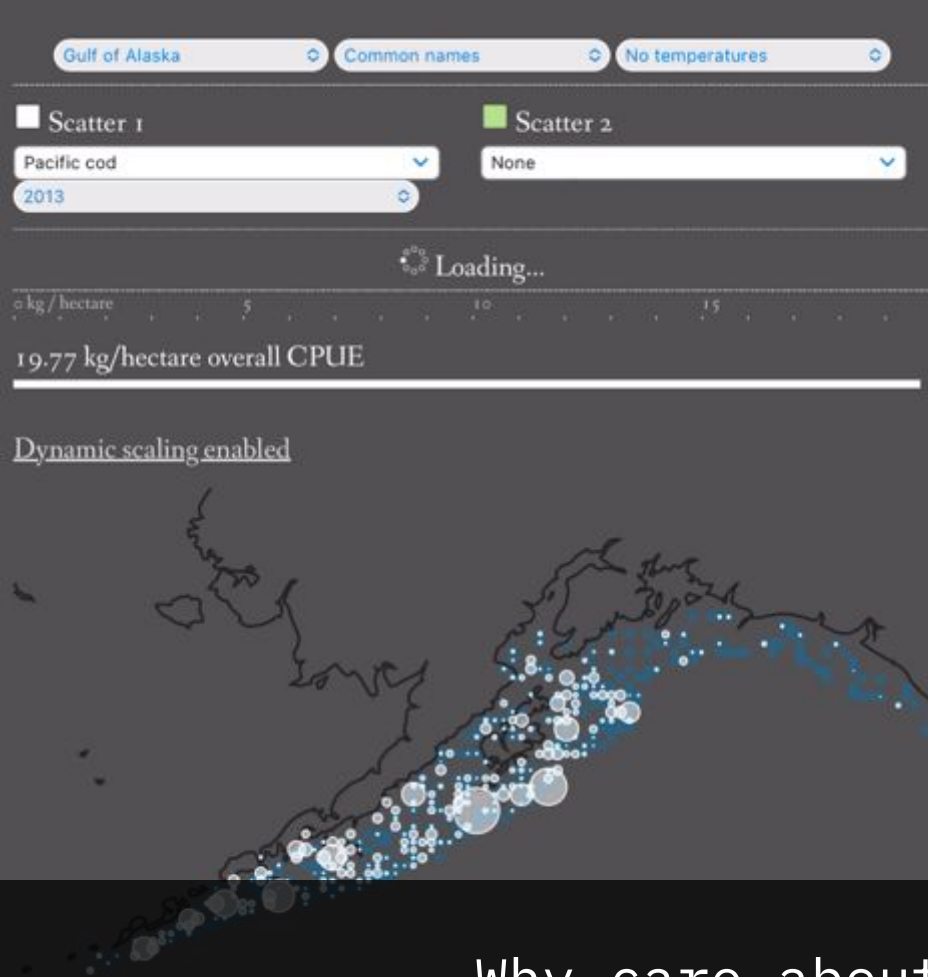 Gulf of Alaska Common names No temperatures
Scatter 1 Scatter 2
Pacific cod None
2013
Loading...
0 kg / hectare 5 10 15
19.77 kg/hectare overall CPUE
Dynamic scaling enabled
Why care about